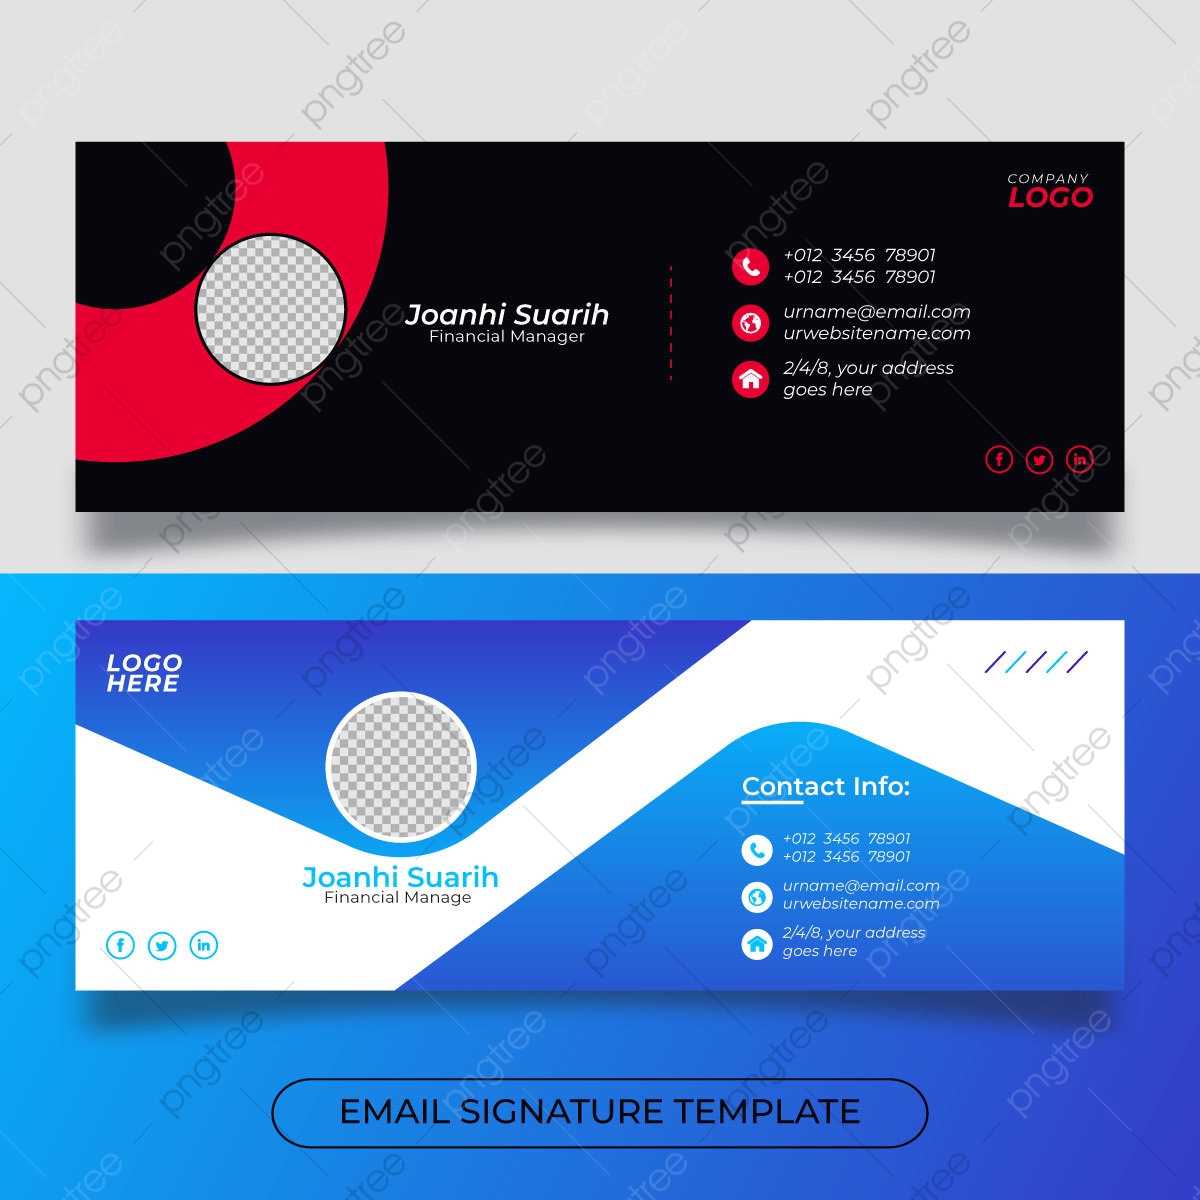 COMPANY
LOGO
Joanhi Suarih
Financial Manager
+012 3456 78901
+012 3456 78901
urname@email.com
urwebsitename.com
2/4/8, your address
goes here
LOGO
HERE
Joanhi Suarih
Financial Manage
Contact Info:
+012 3456 78901
+012 3456 78901
urname@email.com
urwebsitename.com
2/4/8, your address
goes here
EMAIL SIGNATURE TEMPLATE
pngtree